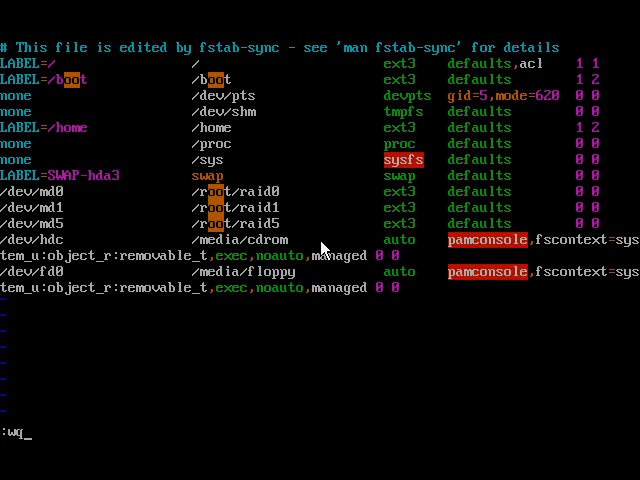 # This file is edited by fstab-sync - see 'man fstab-sync' for details
LABEL=/ / ext3 defaults,acl 1 1
LABEL=/boot /boot ext3 defaults 1 2
none /dev/pts devpts gid=5,mode=620 0 0
none /dev/shm tmpfs defaults 0 0
LABEL=/home /home ext3 defaults 1 2
none /proc proc defaults 0 0
none /sys sysfs defaults 0 0
LABEL=SWAP-hda3 swap swap defaults 0 0
/dev/md0 /root/raid0 ext3 defaults 0 0
/dev/md1 /root/raid1 ext3 defaults 0 0
/dev/md5 /root/raid5 ext3 defaults 0 0
/dev/hdc /media/cdrom auto pamconsole,fscontext=sys
tem_u:object_r:removable_t,exec,noauto,managed 0 0
/dev/fd0 /media/floppy auto pamconsole,fscontext=sys
tem_u:object_r:removable_t,exec,noauto,managed 0 0
~
~
~
~
~
~
~
~
:wq_